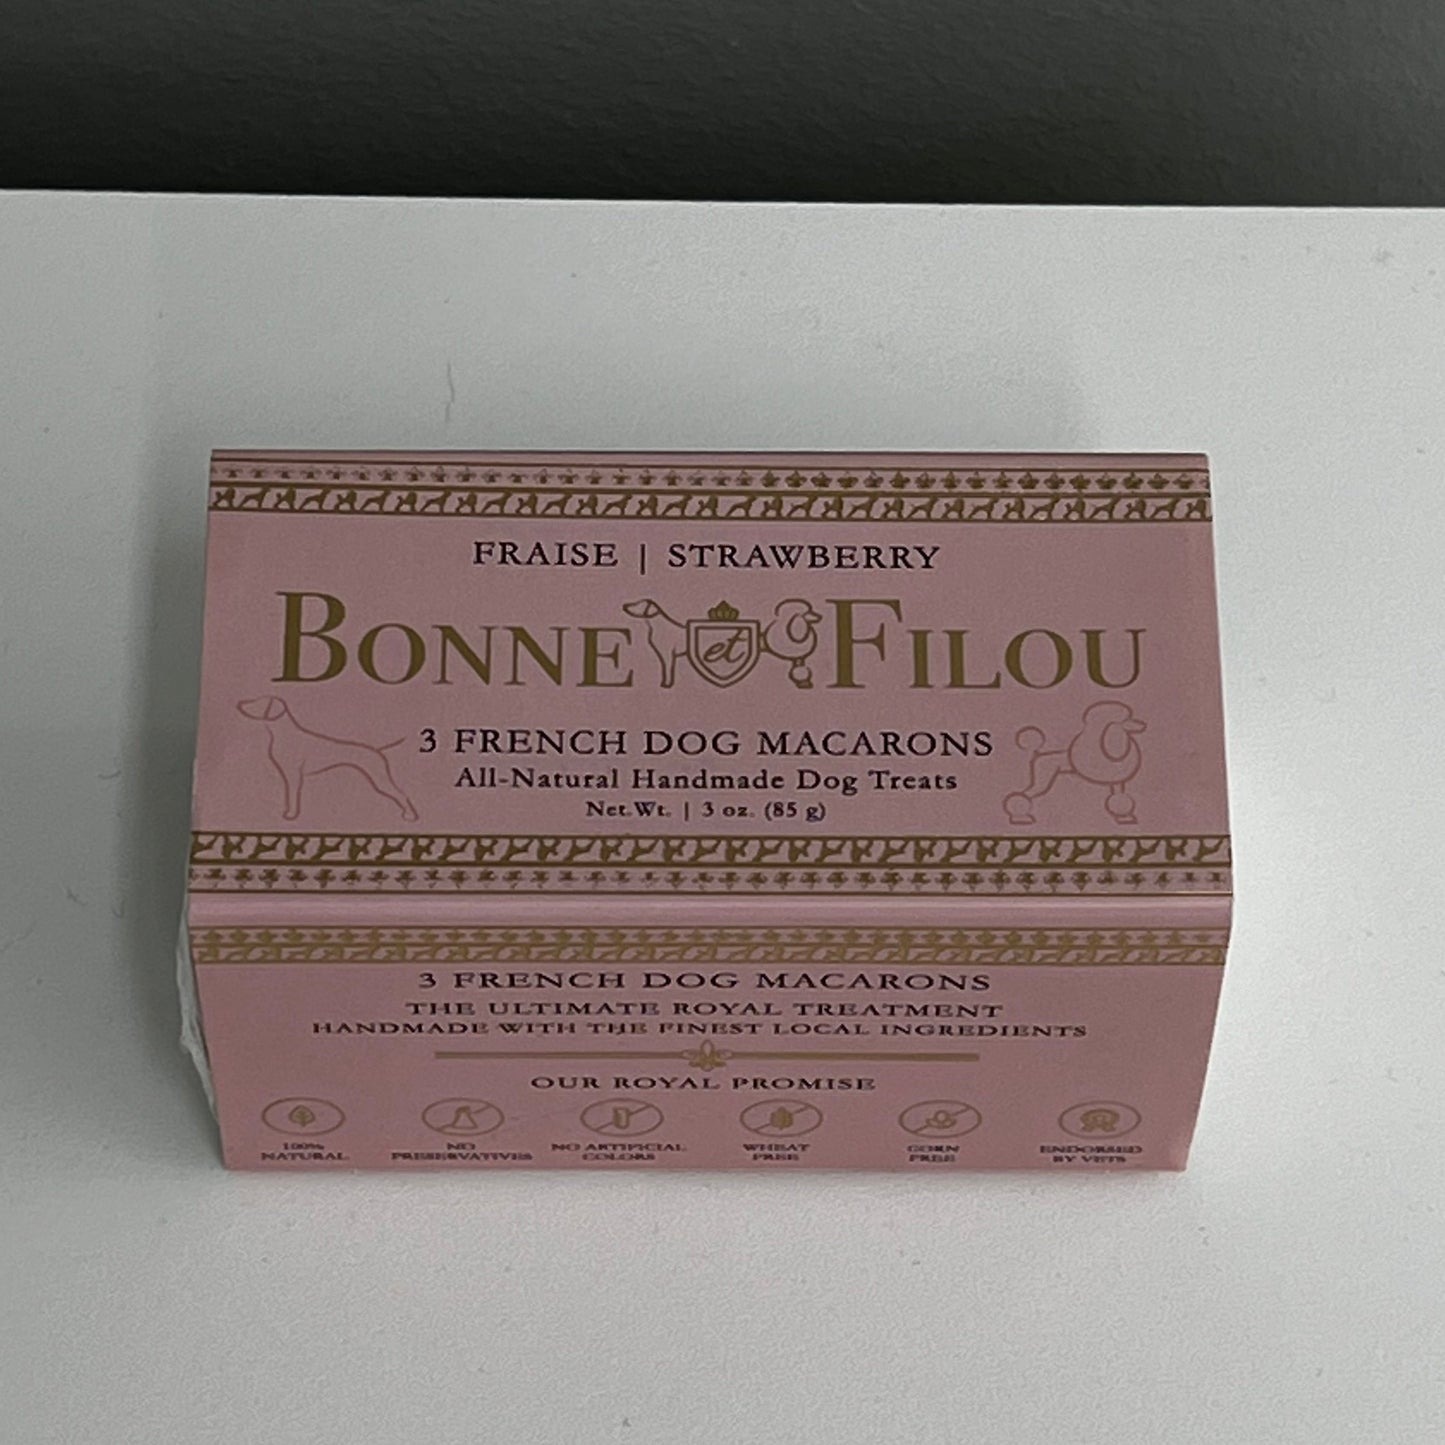 FRAISE | STRAWBERRY
BONNE et FILOU
3 FRENCH DOG MACARONS
All-Natural Handmade Dog Treats
Net.Wt. | 3 oz. (85 g)
3 FRENCH DOG MACARONS
THE ULTIMATE ROYAL TREATMENT
HANDMADE WITH THE FINEST LOCAL INGREDIENTS
OUR ROYAL PROMISE
100% NATURAL
NO PRESERVATIVES
NO ARTIFICIAL COLORS
WHEAT FREE
CORN FREE
ENDORSED BY VETS